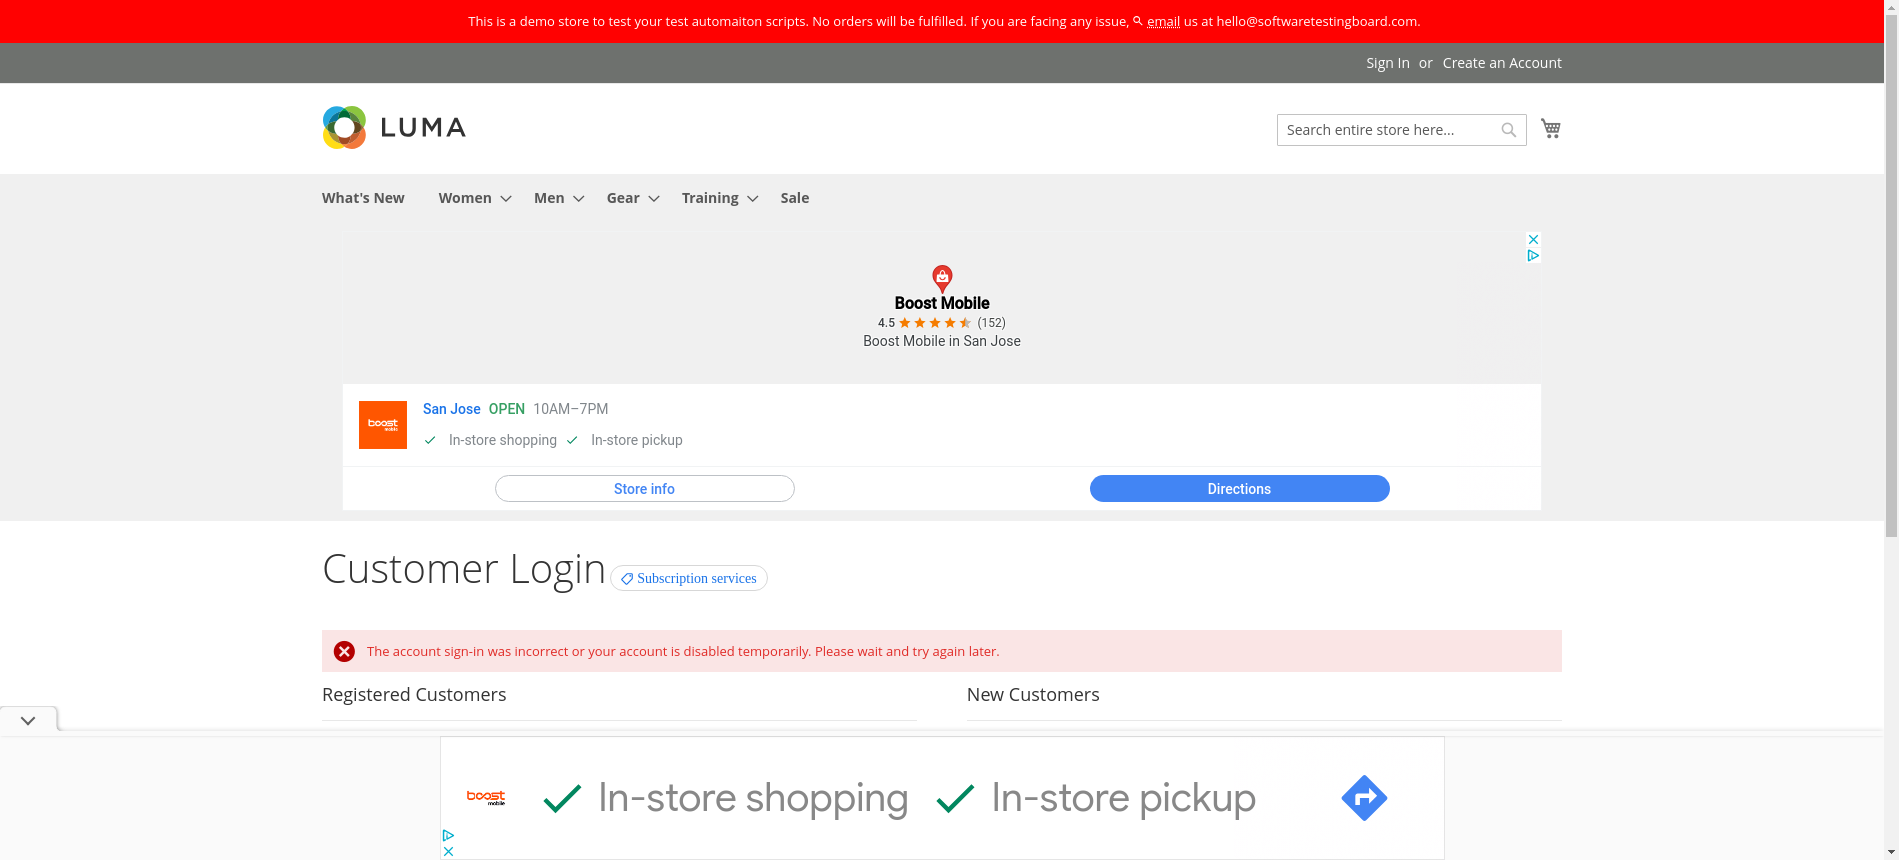 This is a demo store to test your test automaiton scripts. No orders will be fulfilled. If you are facing any issue, email us at hello@softwaretestingboard.com.
Sign In or Create an Account
LUMA
Search entire store here...
What's New Women Men Gear Training Sale
Boost Mobile
4.5 (152)
Boost Mobile in San Jose
boost mobile
San Jose OPEN 10AM–7PM
In-store shopping In-store pickup
Store info
Directions
Customer Login
Subscription services
The account sign-in was incorrect or your account is disabled temporarily. Please wait and try again later.
Registered Customers
New Customers
boost mobile
In-store shopping In-store pickup